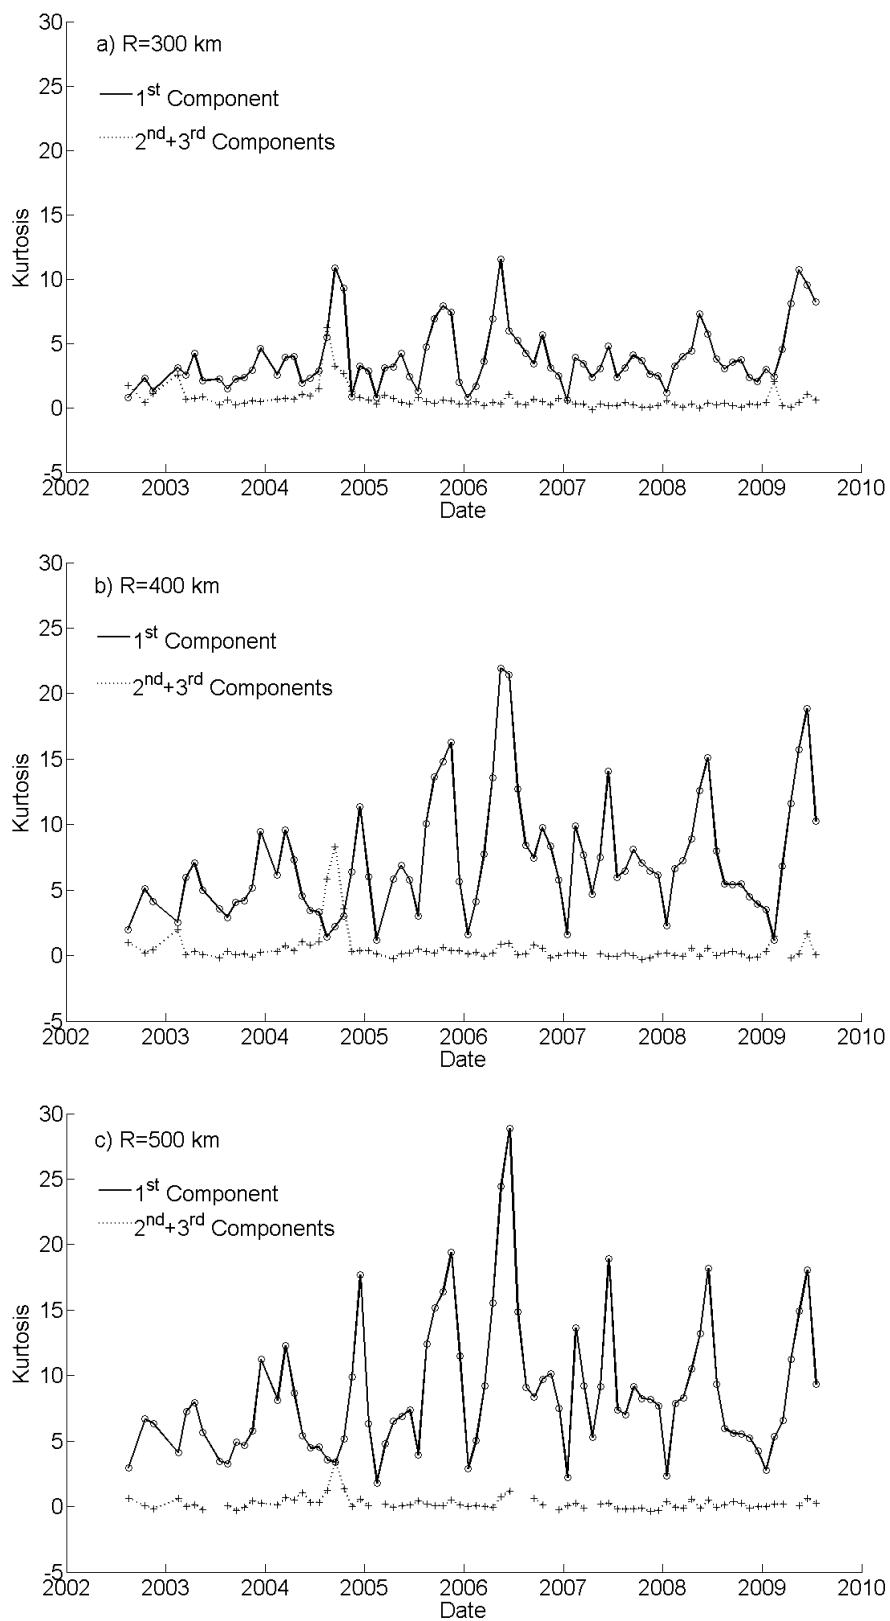 30
a) R=300 km
25
1st Component
2nd+3rd Components
20
15
Kurtosis
10
5
0
-5
2002 2003 2004 2005 2006 2007 2008 2009 2010
Date
30
b) R=400 km
25
1st Component
2nd+3rd Components
20
15
Kurtosis
10
5
0
-5
2002 2003 2004 2005 2006 2007 2008 2009 2010
Date
30
c) R=500 km
25
1st Component
2nd+3rd Components
20
15
Kurtosis
10
5
0
-5
2002 2003 2004 2005 2006 2007 2008 2009 2010
Date